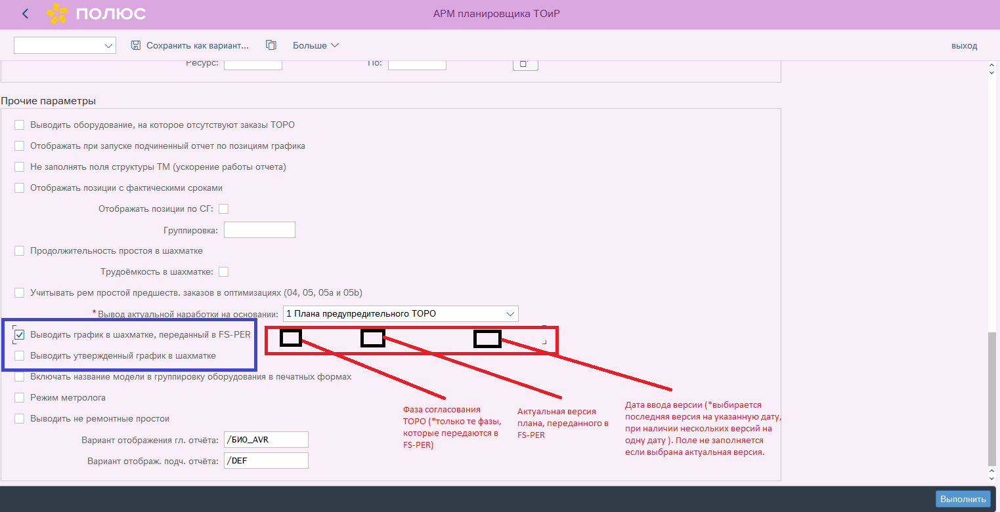 ПОЛЮС
АРМ планировщика ТОиР
Сохранить как вариант...
Больше
выход
Ресурс:
По:
Прочие параметры
Выводить оборудование, на которое отсутствуют заказы ТОРО
Отображать при запуске подчиненный отчет по позициям графика
Не заполнять поля структуры ТМ (ускорение работы отчета)
Отображать позиции с фактическими сроками
Отображать позиции по СГ:
Группировка:
Продолжительность простоя в шахматке
Трудоёмкость в шахматке:
Учитывать рем простой предшеств. заказов в оптимизациях (04, 05, 05a и 05b)
* Вывод актуальной наработки на основании: 1 Плана предупредительного ТОРО
Выводить график в шахматке, переданный в FS-PER
Выводить утвержденный график в шахматке
Включать название модели в группировку оборудования в печатных формах
Режим метролога
Выводить не ремонтные простои
Вариант отображения гл. отчёта: /БИО_AVR
Вариант отображ. подч. отчёта: /DEF
Фаза согласования
ТОРО (*только те фазы,
которые передаются в
FS-PER)
Актуальная версия
плана, переданного в
FS-PER
Дата ввода версии (*выбирается
последняя версия на указанную дату,
при наличии нескольких версий на
одну дату ). Поле не заполняется
если выбрана актуальная версия.
Выполнить